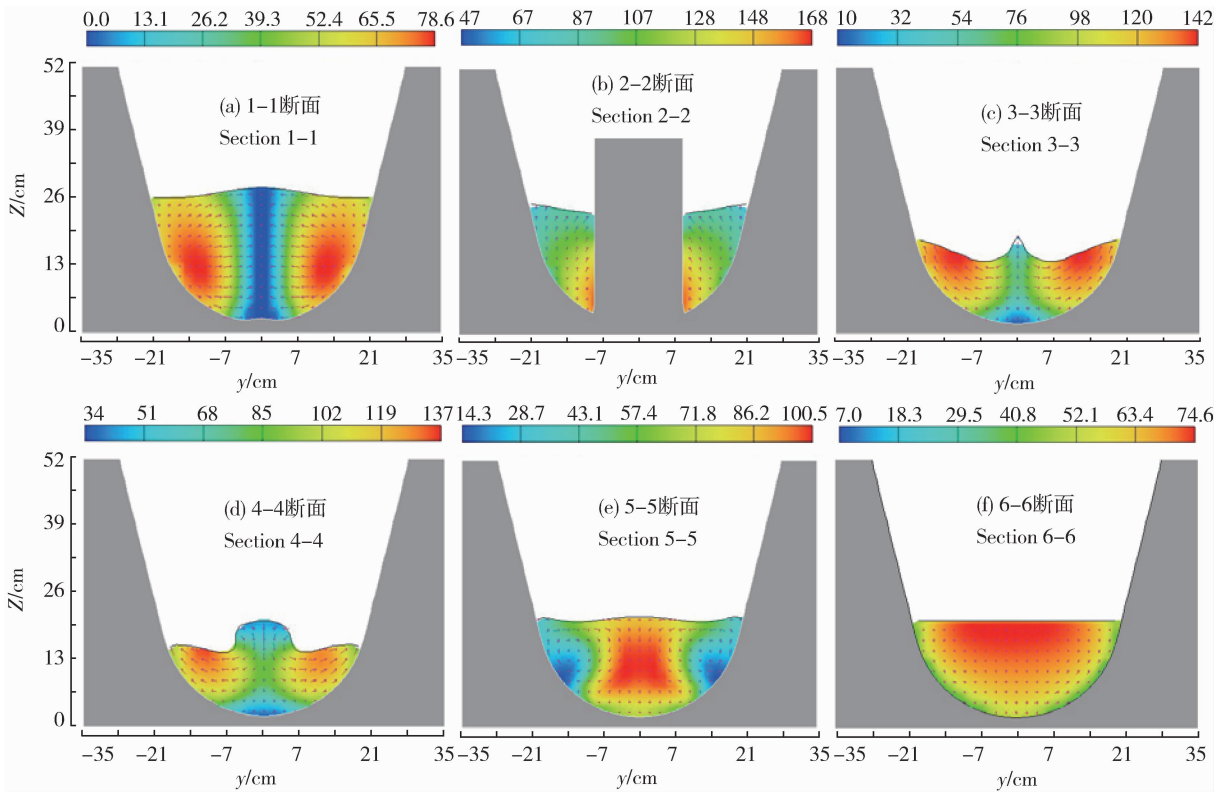 0.0 13.1 26.2 39.3 52.4 65.5 78.6
47 67 87 107 128 148 168
10 32 54 76 98 120 142
52
39
26
13
0
Z/cm
(a) 1-1断面
Section 1-1
(b) 2-2断面
Section 2-2
(c) 3-3断面
Section 3-3
-35 -21 -7 7 21 35
y/cm
-35 -21 -7 7 21 35
y/cm
-35 -21 -7 7 21 35
y/cm
34 51 68 85 102 119 137
14.3 28.7 43.1 57.4 71.8 86.2 100.5
7.0 18.3 29.5 40.8 52.1 63.4 74.6
52
39
26
13
0
Z/cm
(d) 4-4断面
Section 4-4
(e) 5-5断面
Section 5-5
(f) 6-6断面
Section 6-6
-35 -21 -7 7 21 35
y/cm
-35 -21 -7 7 21 35
y/cm
-35 -21 -7 7 21 35
y/cm